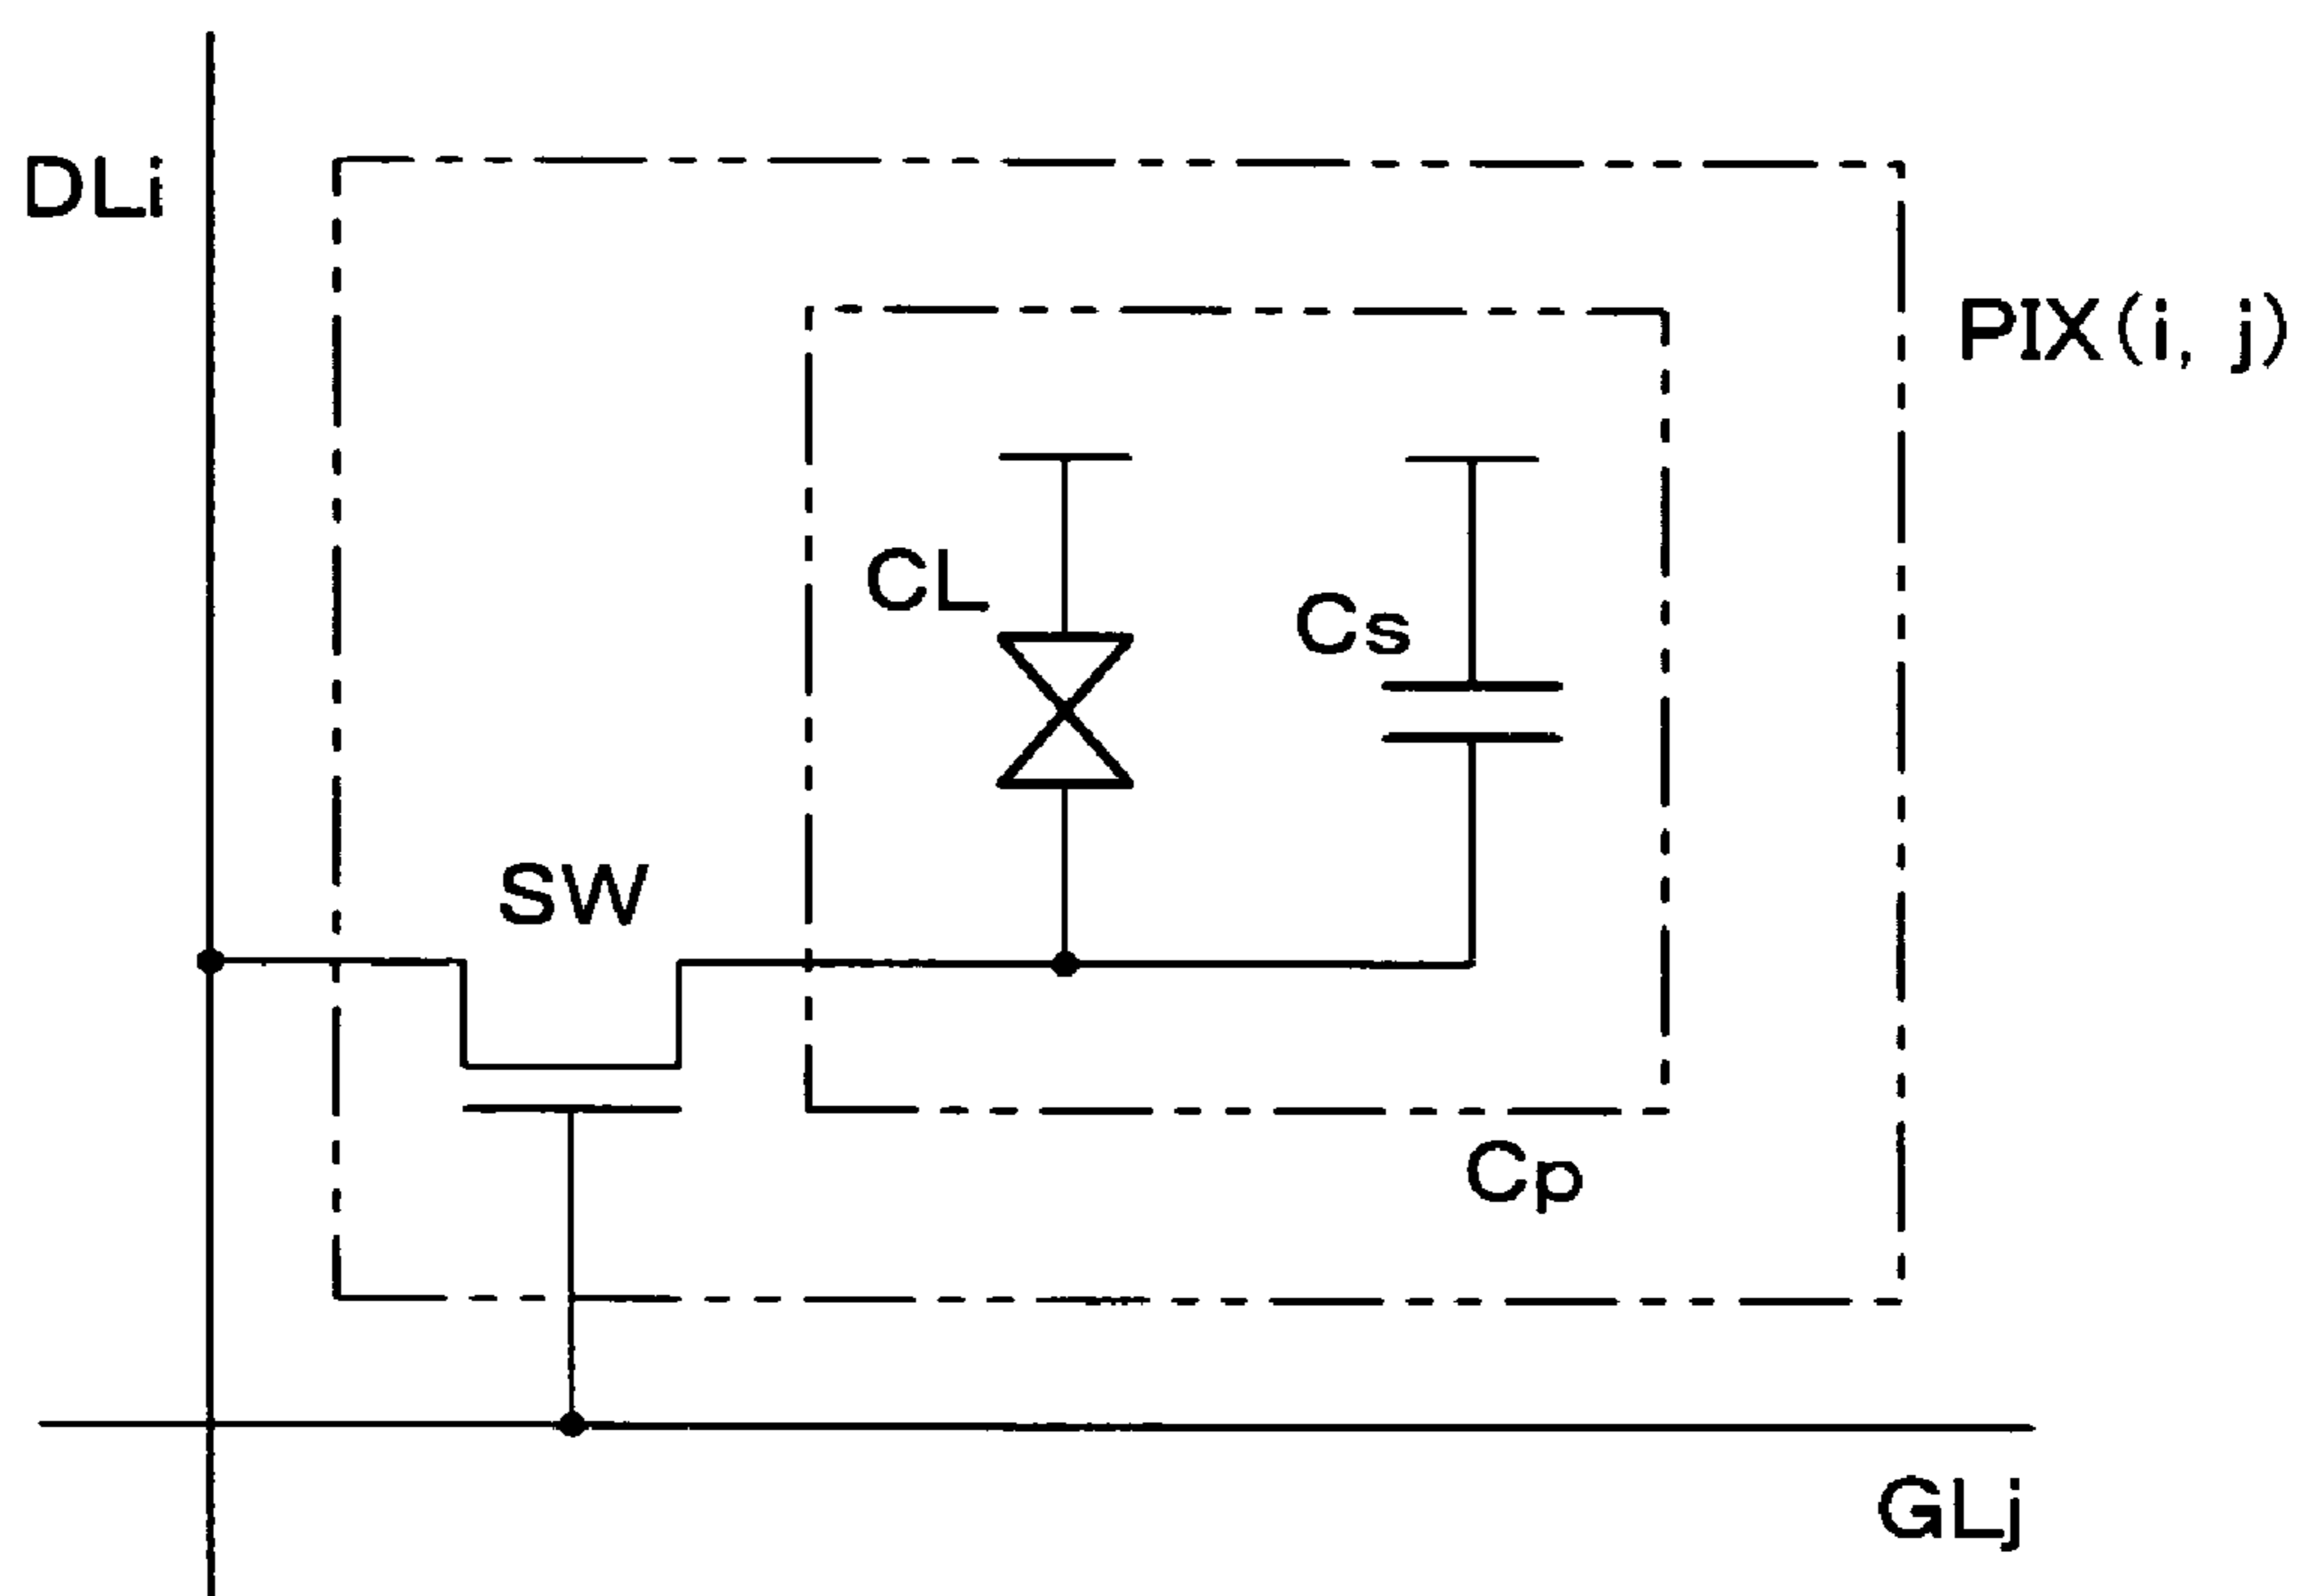 DLi
PIX(i, j)
CL
Cs
SW
Cp
GLj